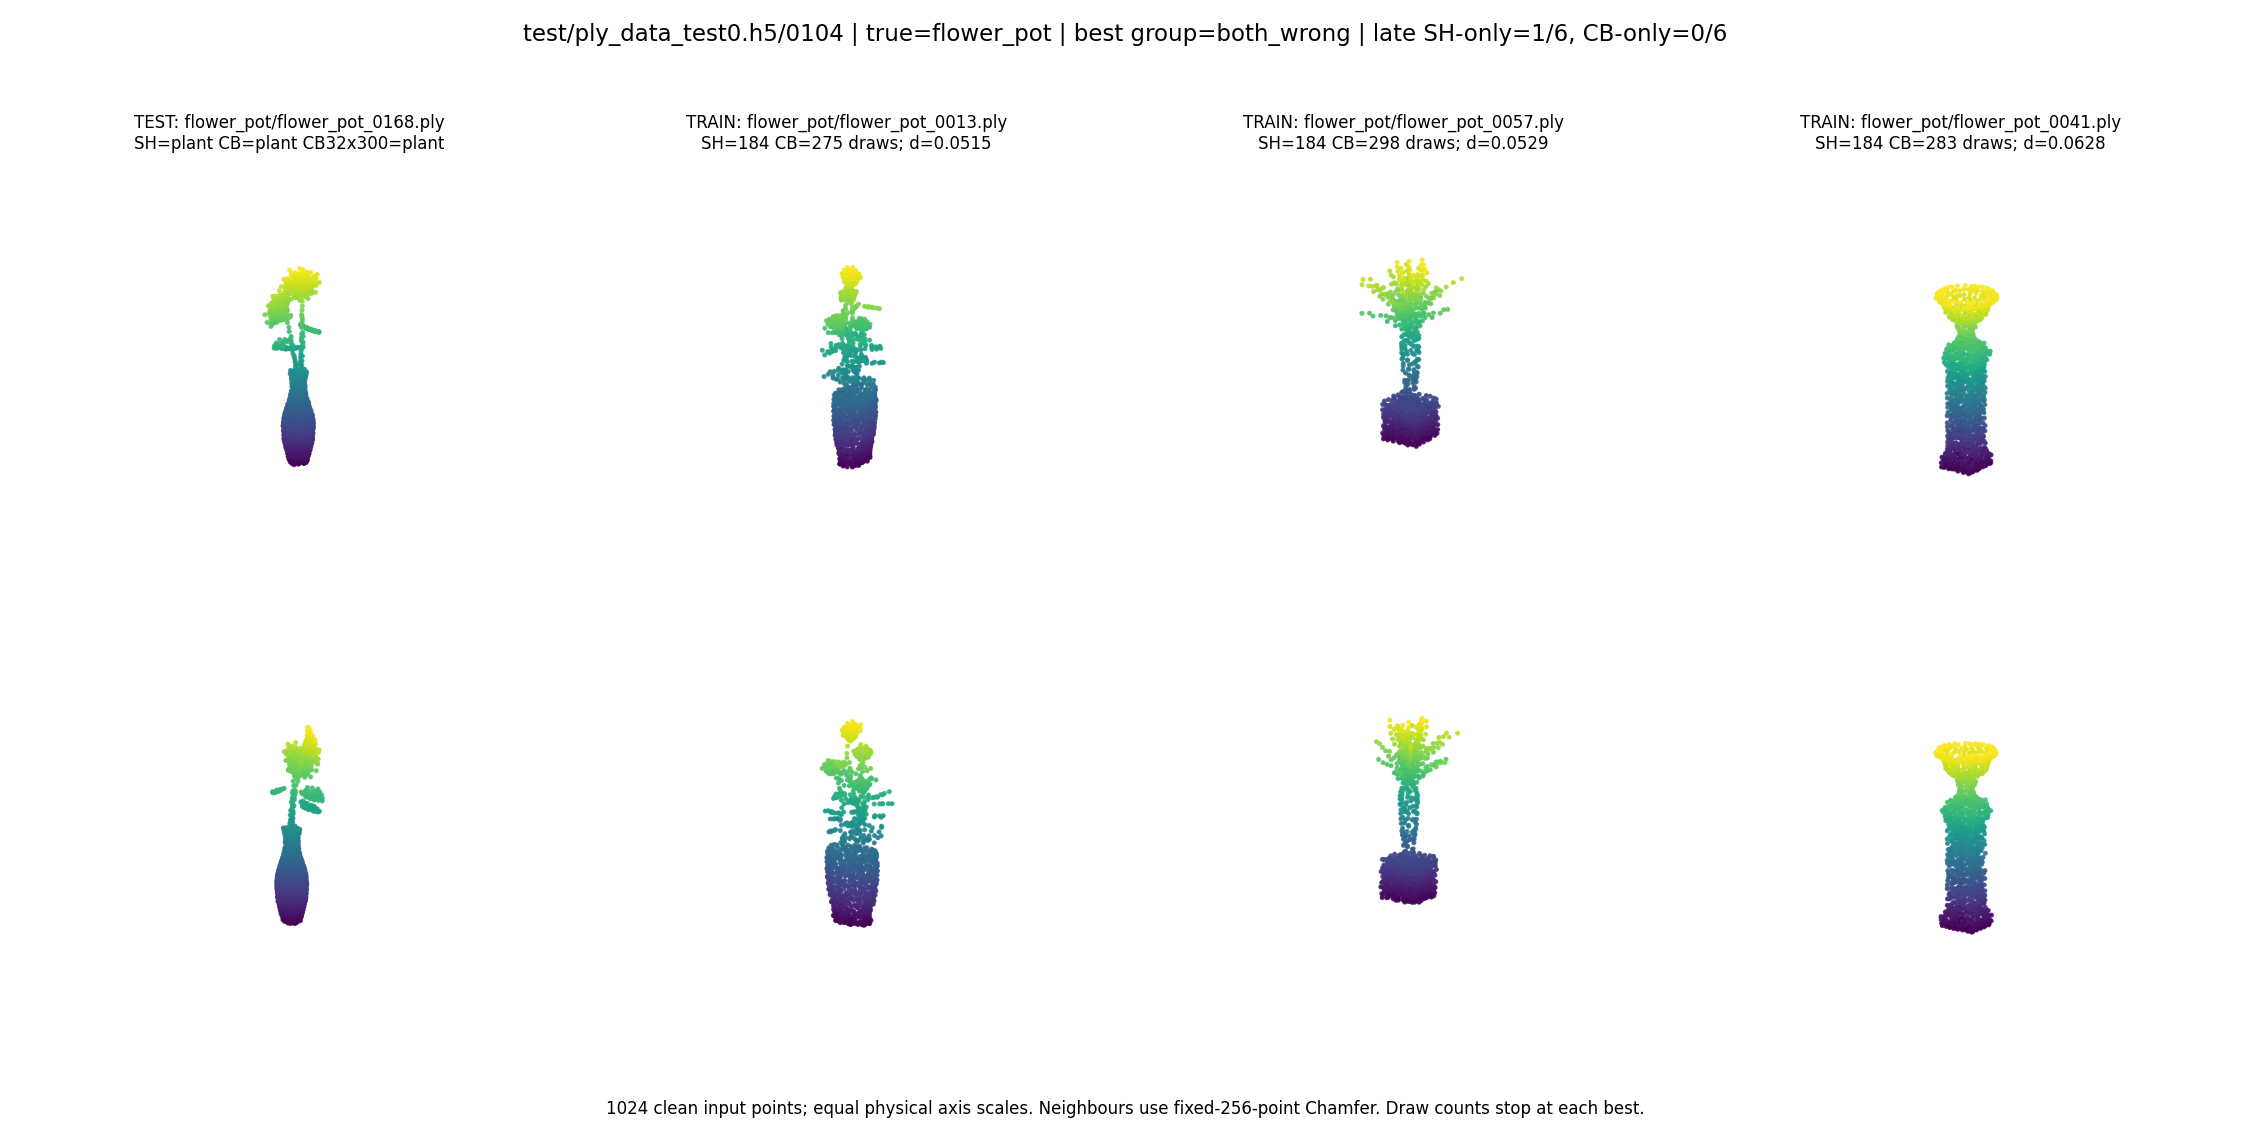 test/ply_data_test0.h5/0104 | true=flower_pot | best group=both_wrong | late SH-only=1/6, CB-only=0/6
TEST: flower_pot/flower_pot_0168.ply
SH=plant CB=plant CB32x300=plant
TRAIN: flower_pot/flower_pot_0013.ply
SH=184 CB=275 draws; d=0.0515
TRAIN: flower_pot/flower_pot_0057.ply
SH=184 CB=298 draws; d=0.0529
TRAIN: flower_pot/flower_pot_0041.ply
SH=184 CB=283 draws; d=0.0628
1024 clean input points; equal physical axis scales. Neighbours use fixed-256-point Chamfer. Draw counts stop at each best.